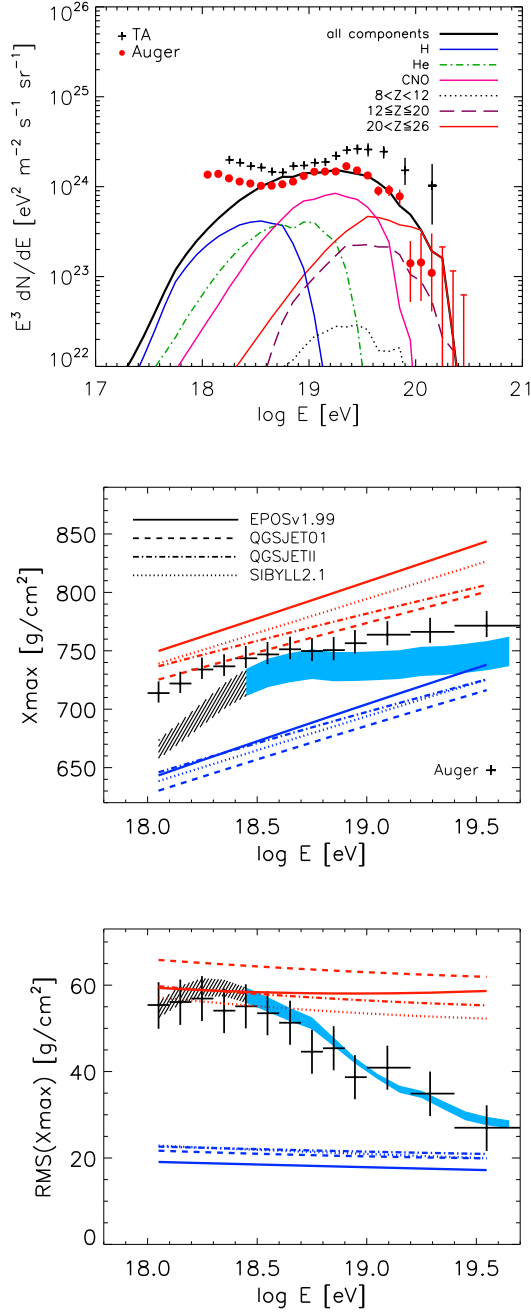 10^26
10^25
10^24
10^23
10^22
E^3 dN/dE [eV^2 m^-2 s^-1 sr^-1]
TA
Auger
all components
H
He
CNO
8<Z<12
12≦Z≦20
20<Z≦26
17 18 19 20 21
log E [eV]
850
800
750
700
650
Xmax [g/cm^2]
EPOSv1.99
QGSJET01
QGSJETII
SIBYLL2.1
Auger
18.0 18.5 19.0 19.5
log E [eV]
80
60
40
20
0
RMS(Xmax) [g/cm^2]
18.0 18.5 19.0 19.5
log E [eV]